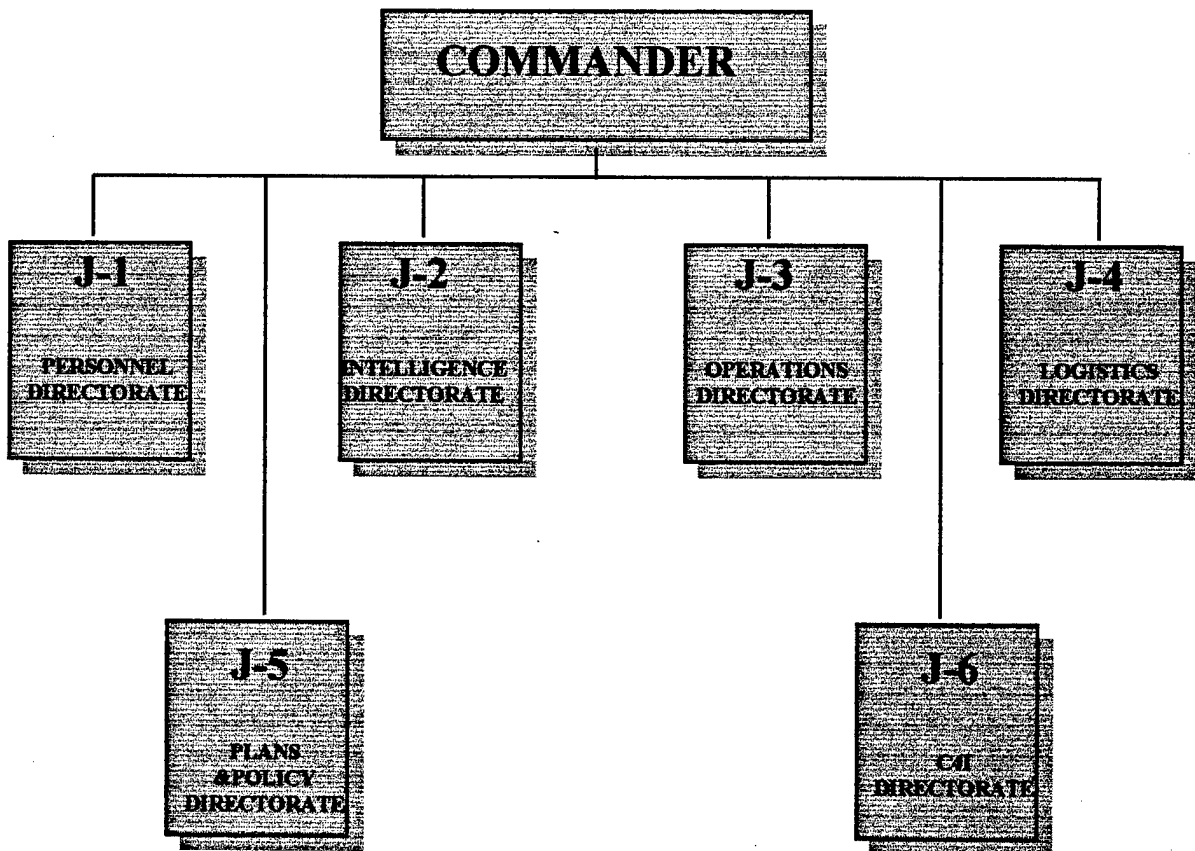 COMMANDER
J-1
PERSONNEL
DIRECTORATE
J-2
INTELLIGENCE
DIRECTORATE
J-3
OPERATIONS
DIRECTORATE
J-4
LOGISTICS
DIRECTORATE
J-5
PLANS
&POLICY
DIRECTORATE
J-6
C4I
DIRECTORATE